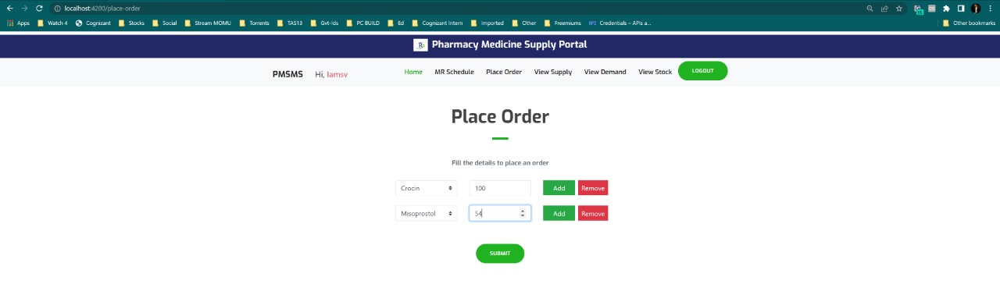 localhost:4200/place-order
Apps Watch 4 Cognizant Stocks Social Stream MOMU Torrents TAS13 Gvt-Ids PC BUILD Ed Cognizant Intern Imported Other Freemiums API Credentials – APIs a... Other bookmarks
Rx Pharmacy Medicine Supply Portal
PMSMS Hi, Iamsv Home MR Schedule Place Order View Supply View Demand View Stock LOGOUT
Place Order
Fill the details to place an order
Crocin 100 Add Remove
Misoprostol 54 Add Remove
SUBMIT